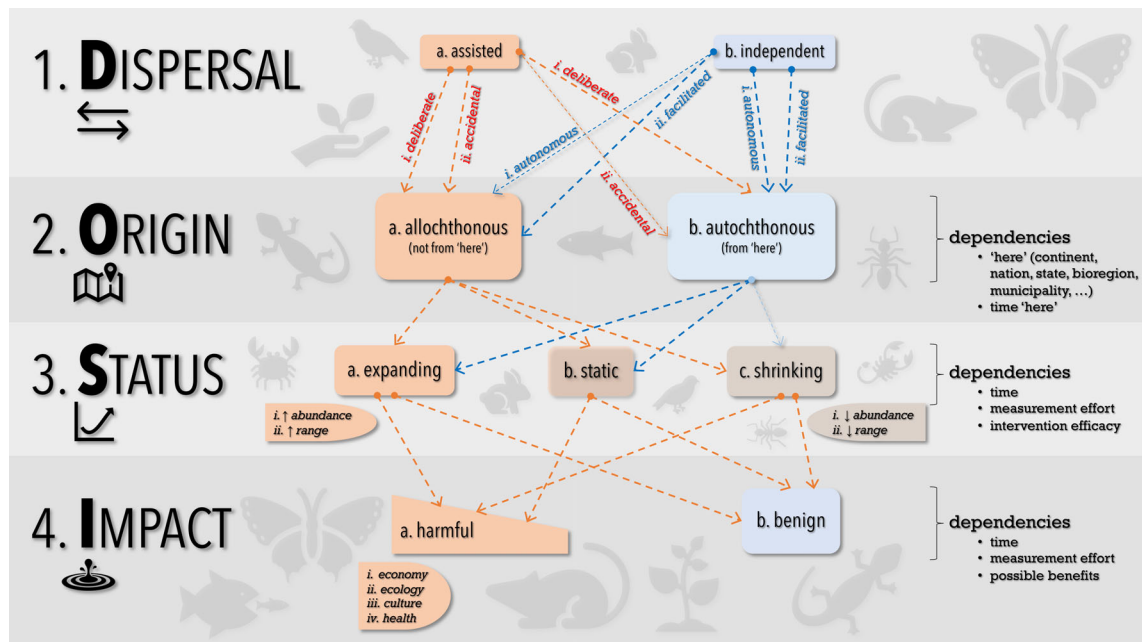 1. DISPERSAL
a. assisted
b. independent
i. deliberate
ii. accidental
i. deliberate
ii. accidental
i. autonomous
ii. facilitated
i. autonomous
ii. facilitated
2. ORIGIN
a. allochthonous
(not from ‘here’)
b. autochthonous
(from ‘here’)
dependencies
• ‘here’ (continent,
nation, state, bioregion,
municipality, …)
• time ‘here’
3. STATUS
a. expanding
b. static
c. shrinking
i. ↑ abundance
ii. ↑ range
i. ↓ abundance
ii. ↓ range
dependencies
• time
• measurement effort
• intervention efficacy
4. IMPACT
a. harmful
b. benign
i. economy
ii. ecology
iii. culture
iv. health
dependencies
• time
• measurement effort
• possible benefits